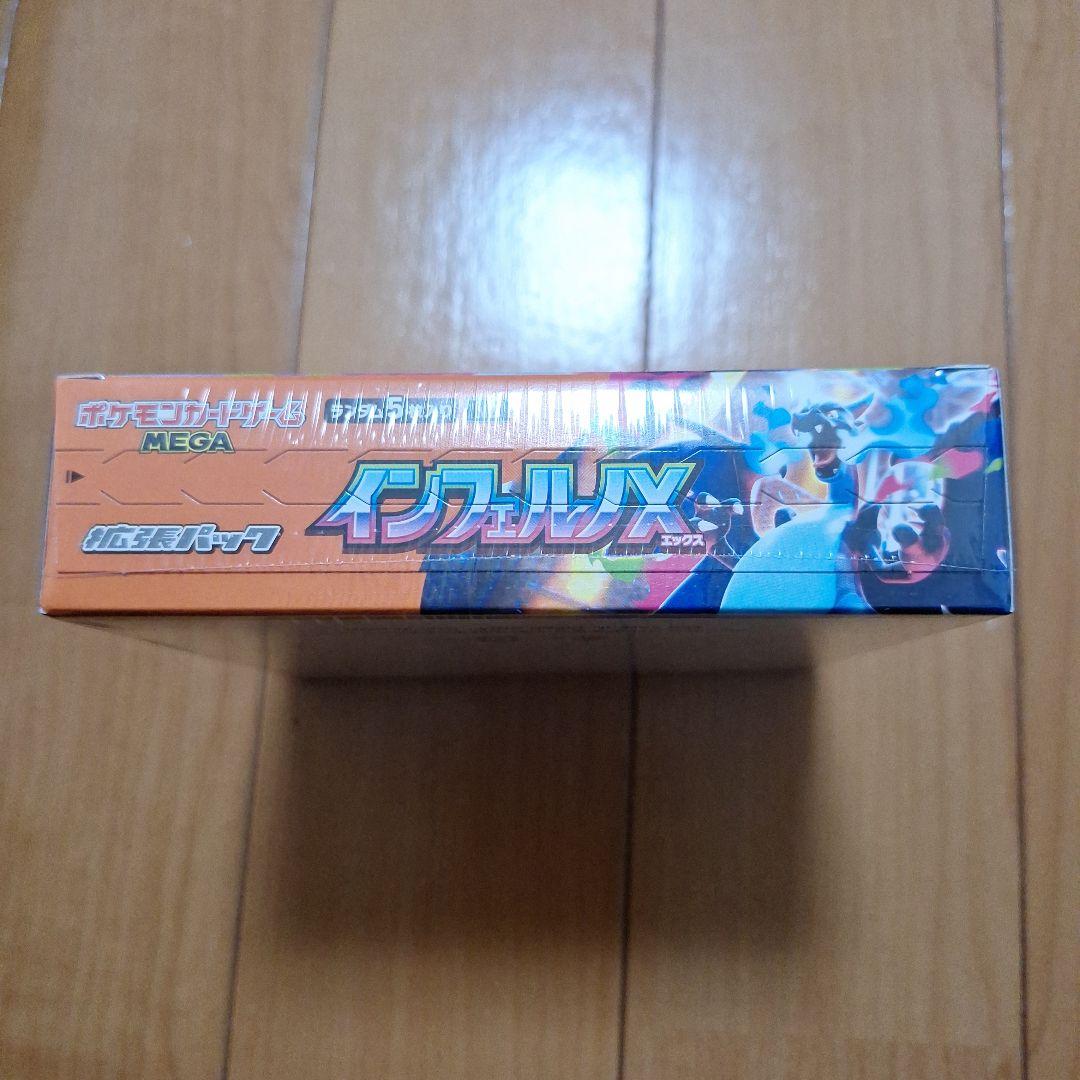 ポケモンカードゲーム
MEGA
ランダム5枚入り
拡張パック
インフェルノX
エックス